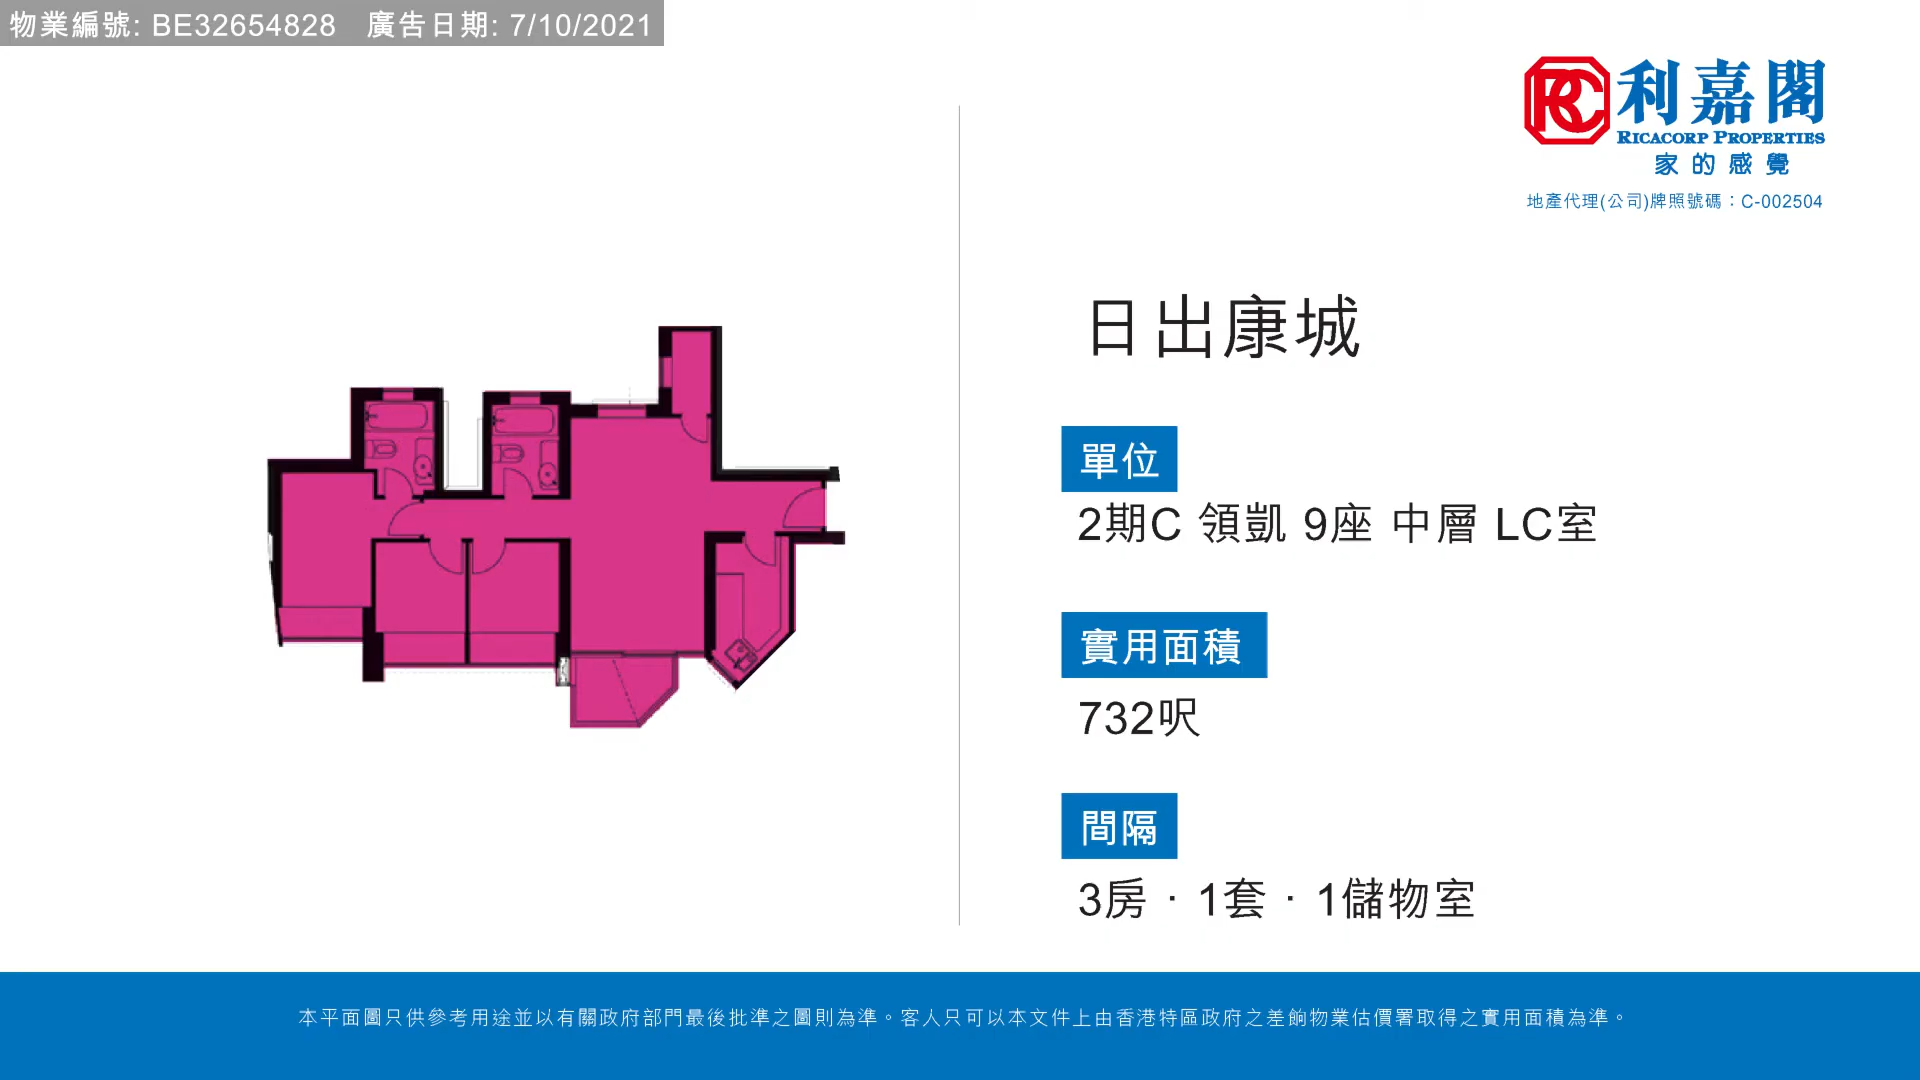 物業編號: BE32654828 廣告日期: 7/10/2021
利嘉閣
RICACORP PROPERTIES
家的感覺
地產代理(公司)牌照號碼：C-002504
日出康城
單位
2期C 領凱 9座 中層 LC室
實用面積
732呎
間隔
3房 · 1套 · 1儲物室
本平面圖只供參考用途並以有關政府部門最後批準之圖則為準。客人只可以本文件上由香港特區政府之差餉物業估價署取得之實用面積為準。